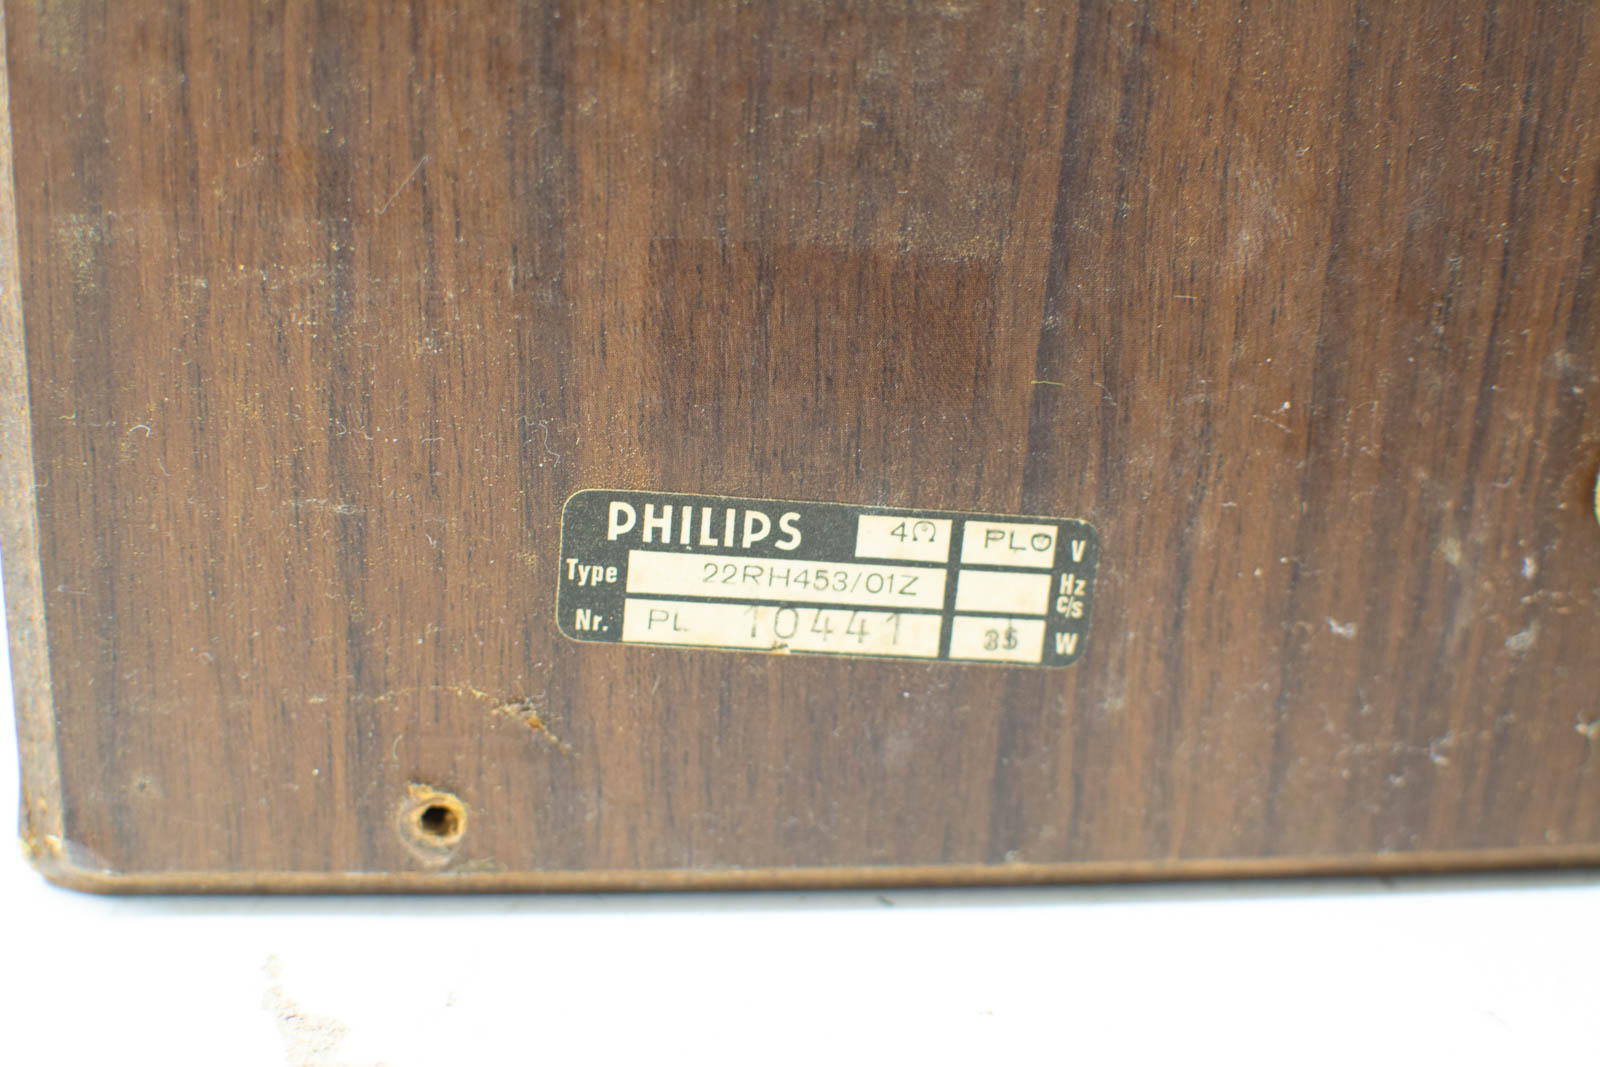 PHILIPS 4Ω PLO V
Type 22RH453/01Z Hz c/s
Nr. PL 10441 35 W